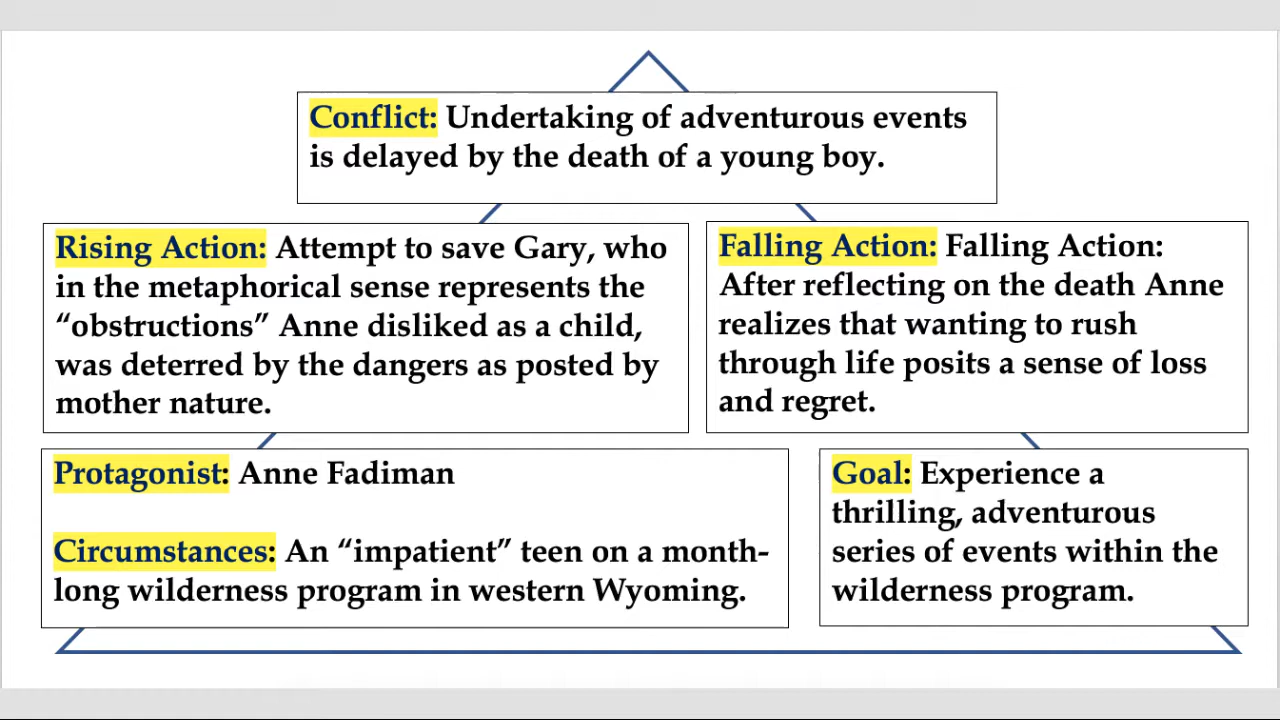 Conflict: Undertaking of adventurous events
is delayed by the death of a young boy.
Rising Action: Attempt to save Gary, who
in the metaphorical sense represents the
“obstructions” Anne disliked as a child,
was deterred by the dangers as posted by
mother nature.
Falling Action: Falling Action:
After reflecting on the death Anne
realizes that wanting to rush
through life posits a sense of loss
and regret.
Protagonist: Anne Fadiman
Circumstances: An “impatient” teen on a month-
long wilderness program in western Wyoming.
Goal: Experience a
thrilling, adventurous
series of events within the
wilderness program.